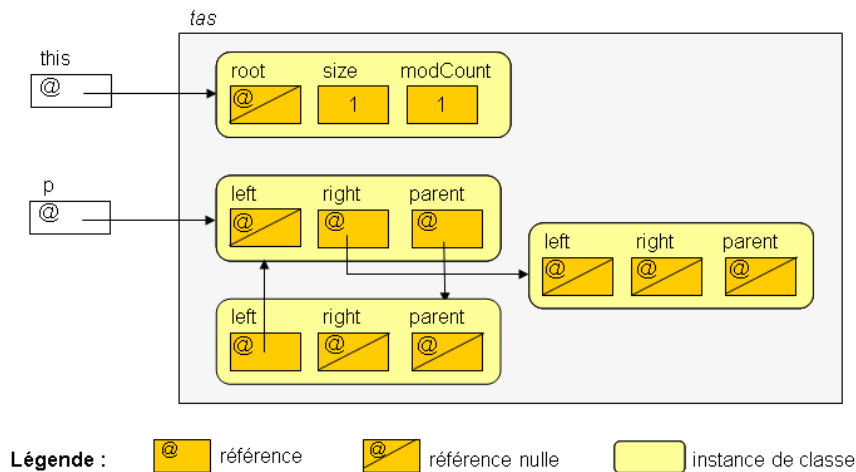 tas
this
@
root size modCount
@ 1 1
p
@
left right parent
@ @ @
left right parent
@ @ @
left right parent
@ @ @
Légende :
@ référence
@ référence nulle
instance de classe